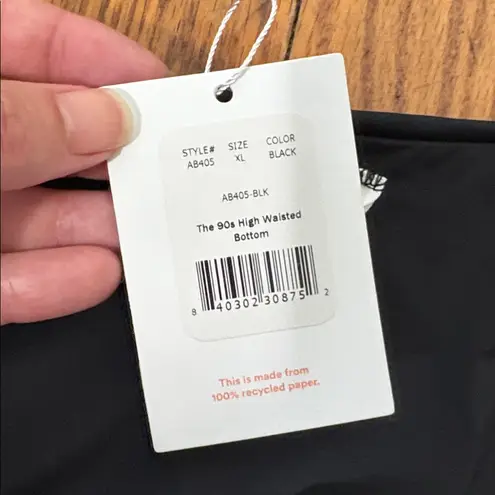 STYLE# SIZE COLOR
AB405 XL BLACK
AB405-BLK
The 90s High Waisted
Bottom
8 40302 30875 2
This is made from
100% recycled paper.